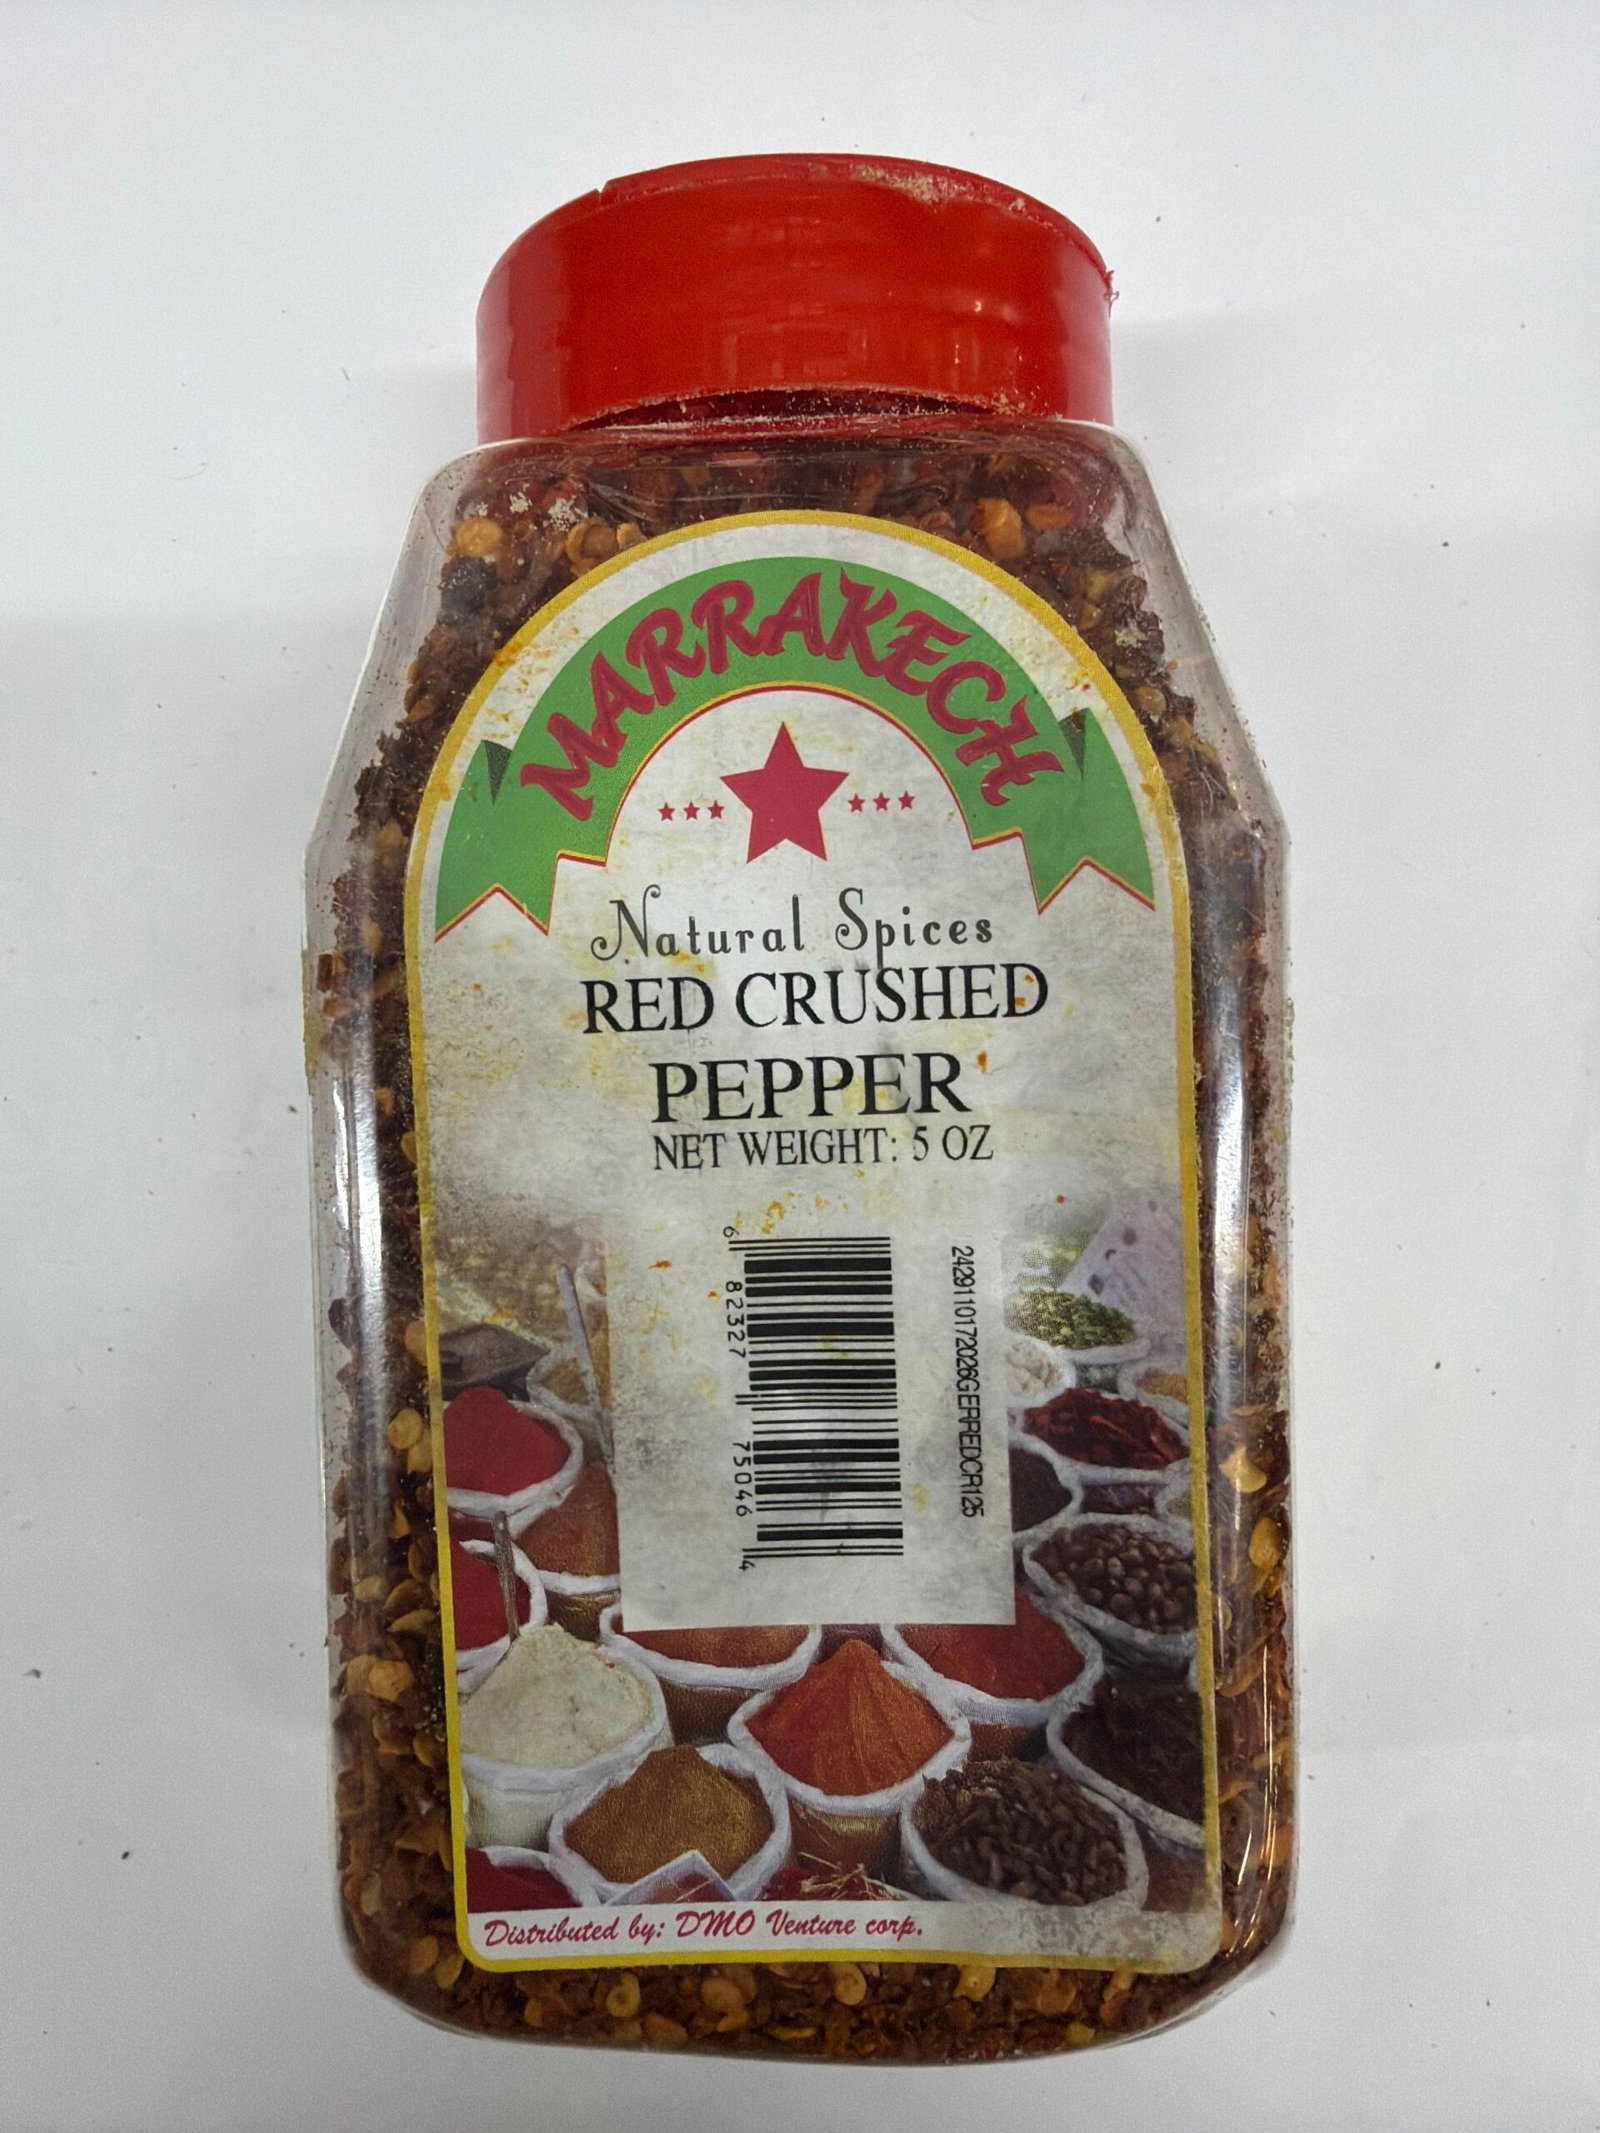 MARRAKECH
Natural Spices
RED CRUSHED
PEPPER
NET WEIGHT: 5 OZ
6 82327 75046 4
2429110172026GERREDCR125
Distributed by: DMO Venture corp.